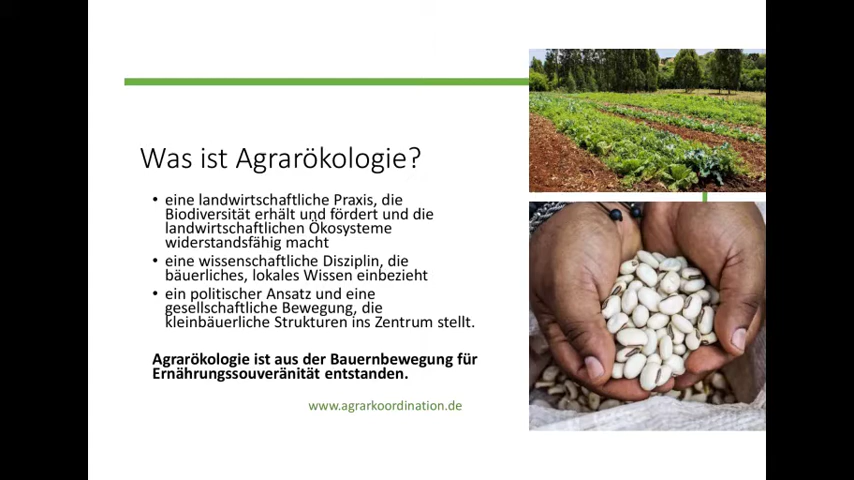 Was ist Agrarökologie?
• eine landwirtschaftliche Praxis, die
Biodiversität erhält und fördert und die
landwirtschaftlichen Ökosysteme
widerstandsfähig macht
• eine wissenschaftliche Disziplin, die
bäuerliches, lokales Wissen einbezieht
• ein politischer Ansatz und eine
gesellschaftliche Bewegung, die
kleinbäuerliche Strukturen ins Zentrum stellt.
Agrarökologie ist aus der Bauernbewegung für
Ernährungssouveränität entstanden.
www.agrarkoordination.de